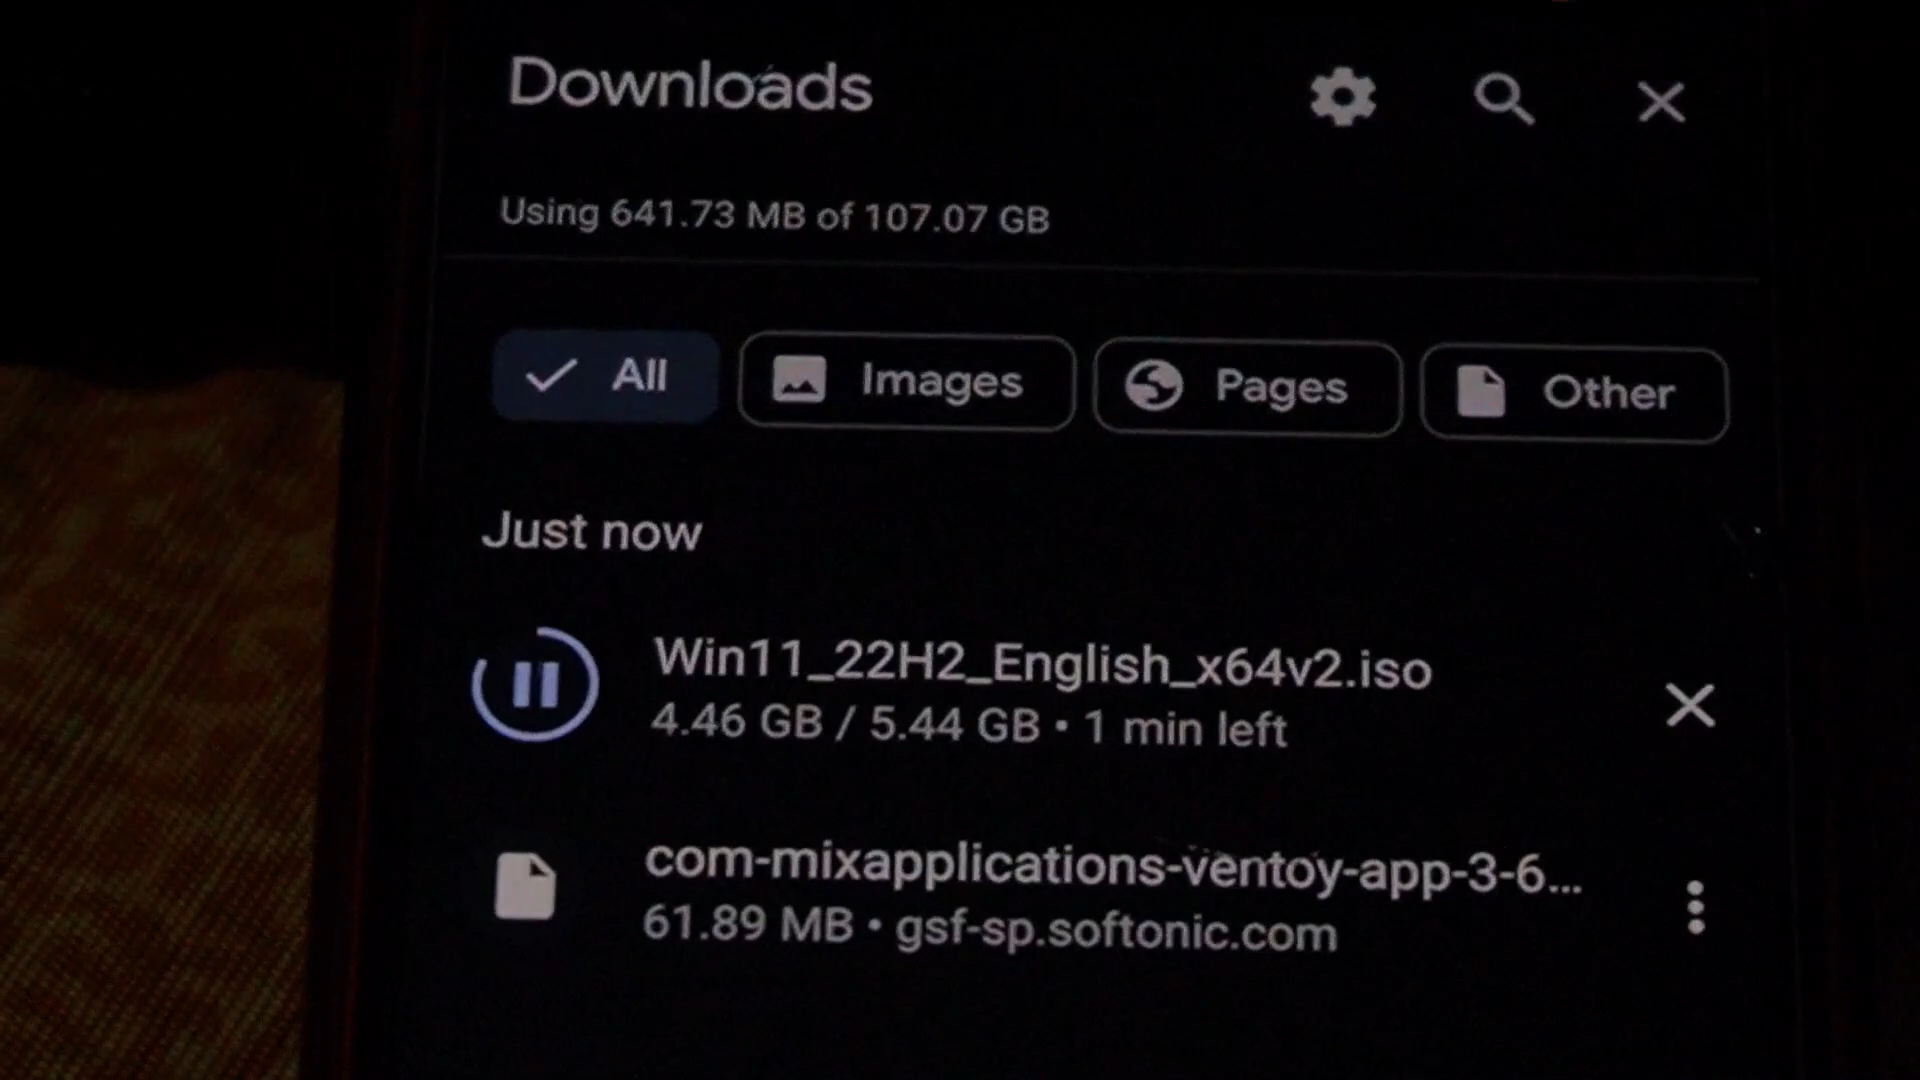 Downloads
Using 641.73 MB of 107.07 GB
All
Images
Pages
Other
Just now
Win11_22H2_English_x64v2.iso
4.46 GB / 5.44 GB • 1 min left
com-mixapplications-ventoy-app-3-6...
61.89 MB • gsf-sp.softonic.com